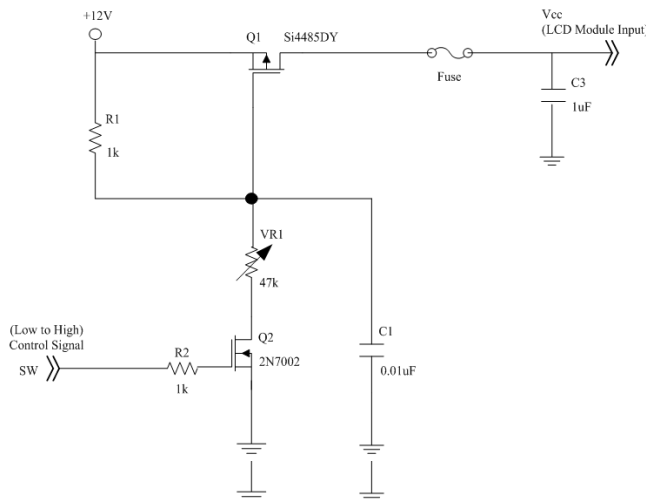 +12V
Q1
Si4485DY
Vcc
(LCD Module Input)
Fuse
C3
1uF
R1
1k
VR1
47k
(Low to High)
Control Signal
SW
R2
1k
Q2
2N7002
C1
0.01uF